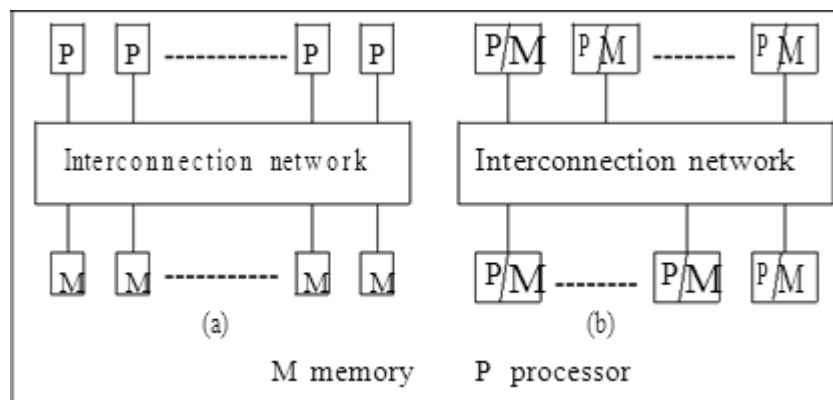 P P P P
P/M P/M P/M
Interconnection network
Interconnection network
M M M M
P/M P/M P/M
(a)
(b)
M memory P processor